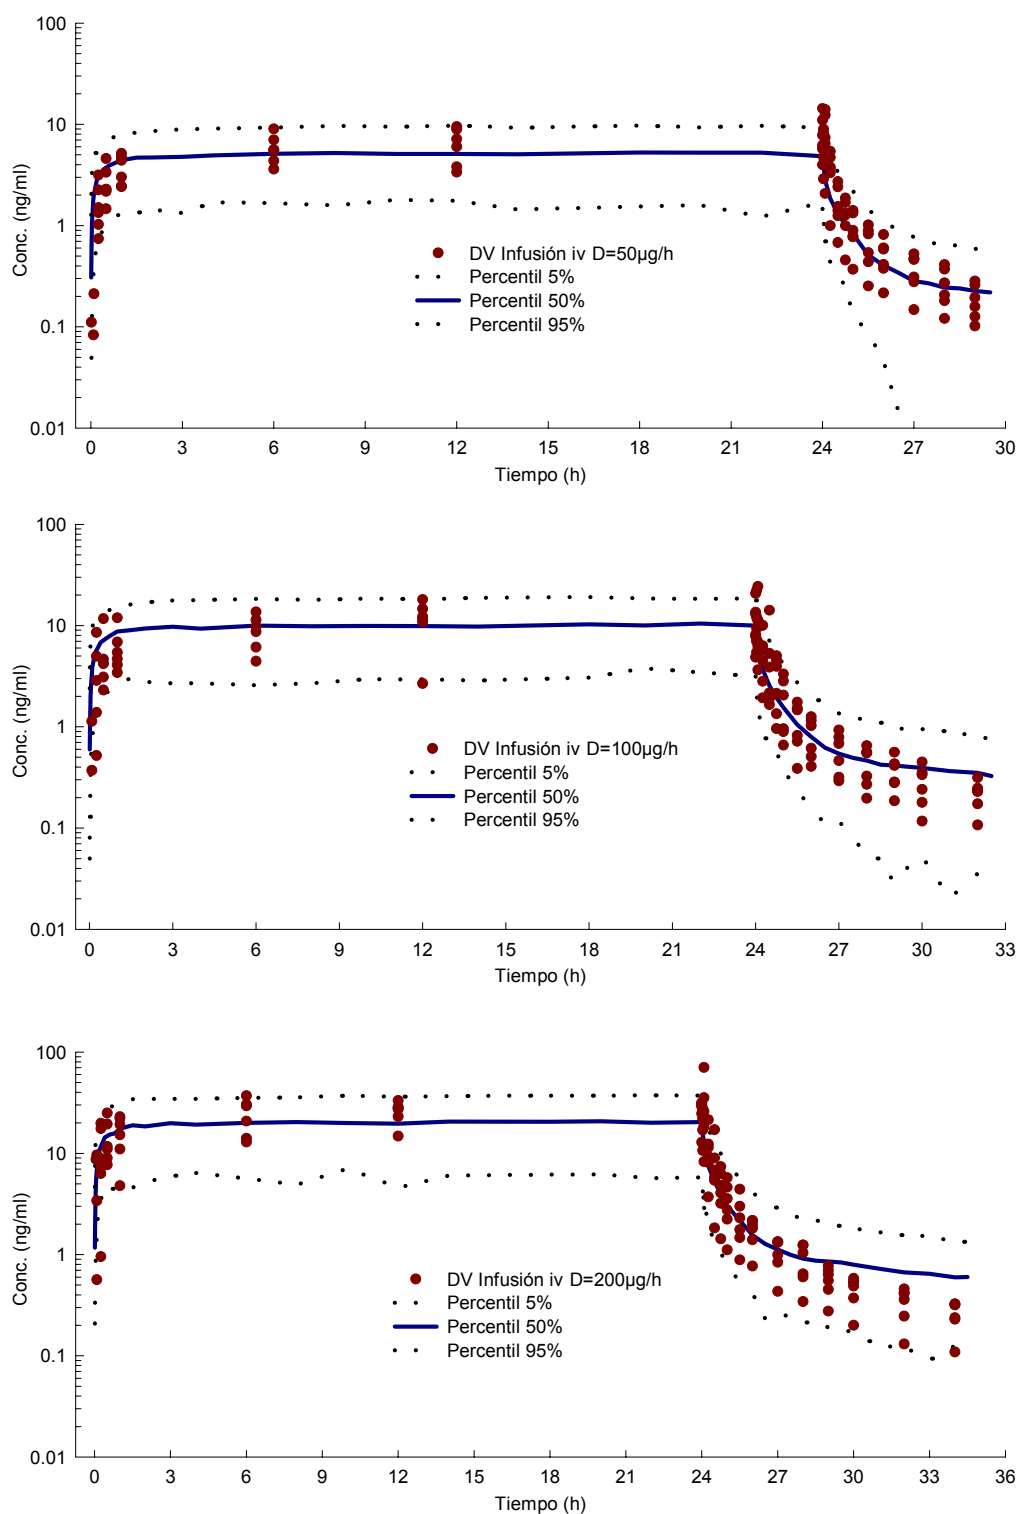 100
10
1
0.1
0.01
Conc. (ng/ml)
DV Infusión iv D=50µg/h
Percentil 5%
Percentil 50%
Percentil 95%
0 3 6 9 12 15 18 21 24 27 30
Tiempo (h)
100
10
1
0.1
0.01
Conc. (ng/ml)
DV Infusión iv D=100µg/h
Percentil 5%
Percentil 50%
Percentil 95%
0 3 6 9 12 15 18 21 24 27 30 33
Tiempo (h)
100
10
1
0.1
0.01
Conc. (ng/ml)
DV Infusión iv D=200µg/h
Percentil 5%
Percentil 50%
Percentil 95%
0 3 6 9 12 15 18 21 24 27 30 33 36
Tiempo (h)